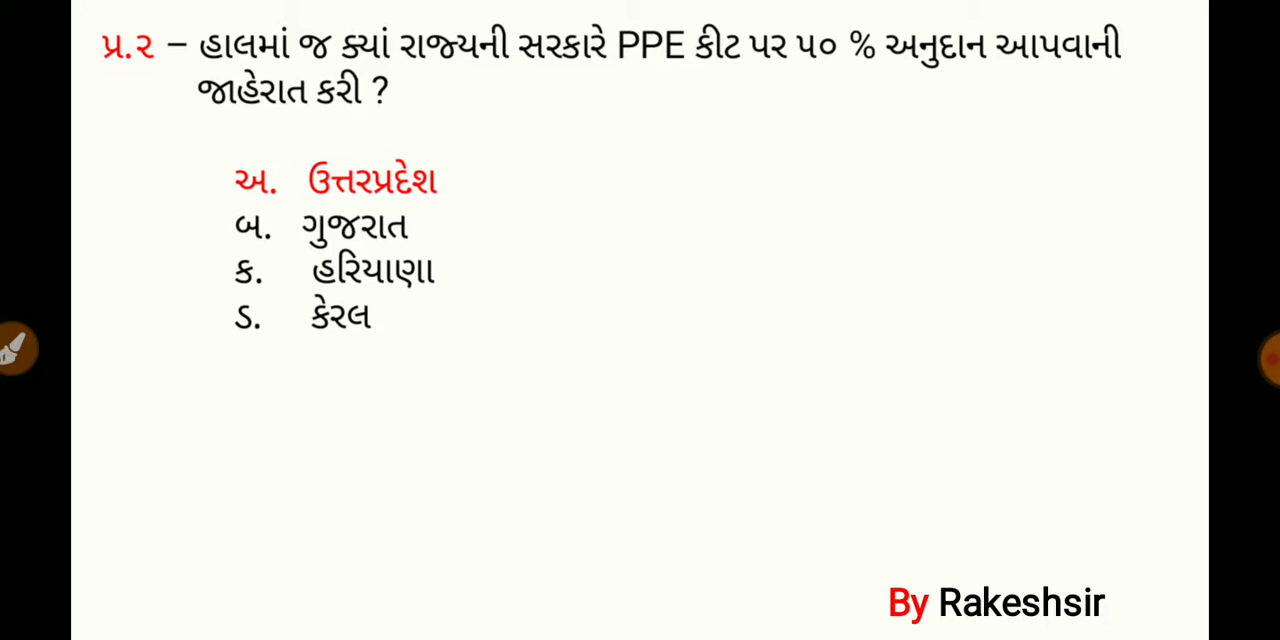 પ્ર.૨ – હાલમાં જ ક્યાં રાજ્યની સરકારે PPE કીટ પર ૫૦ % અનુદાન આપવાની
જાહેરાત કરી ?
અ. ઉત્તરપ્રદેશ
બ. ગુજરાત
ક. હરિયાણા
ડ. કેરલ
By Rakeshsir